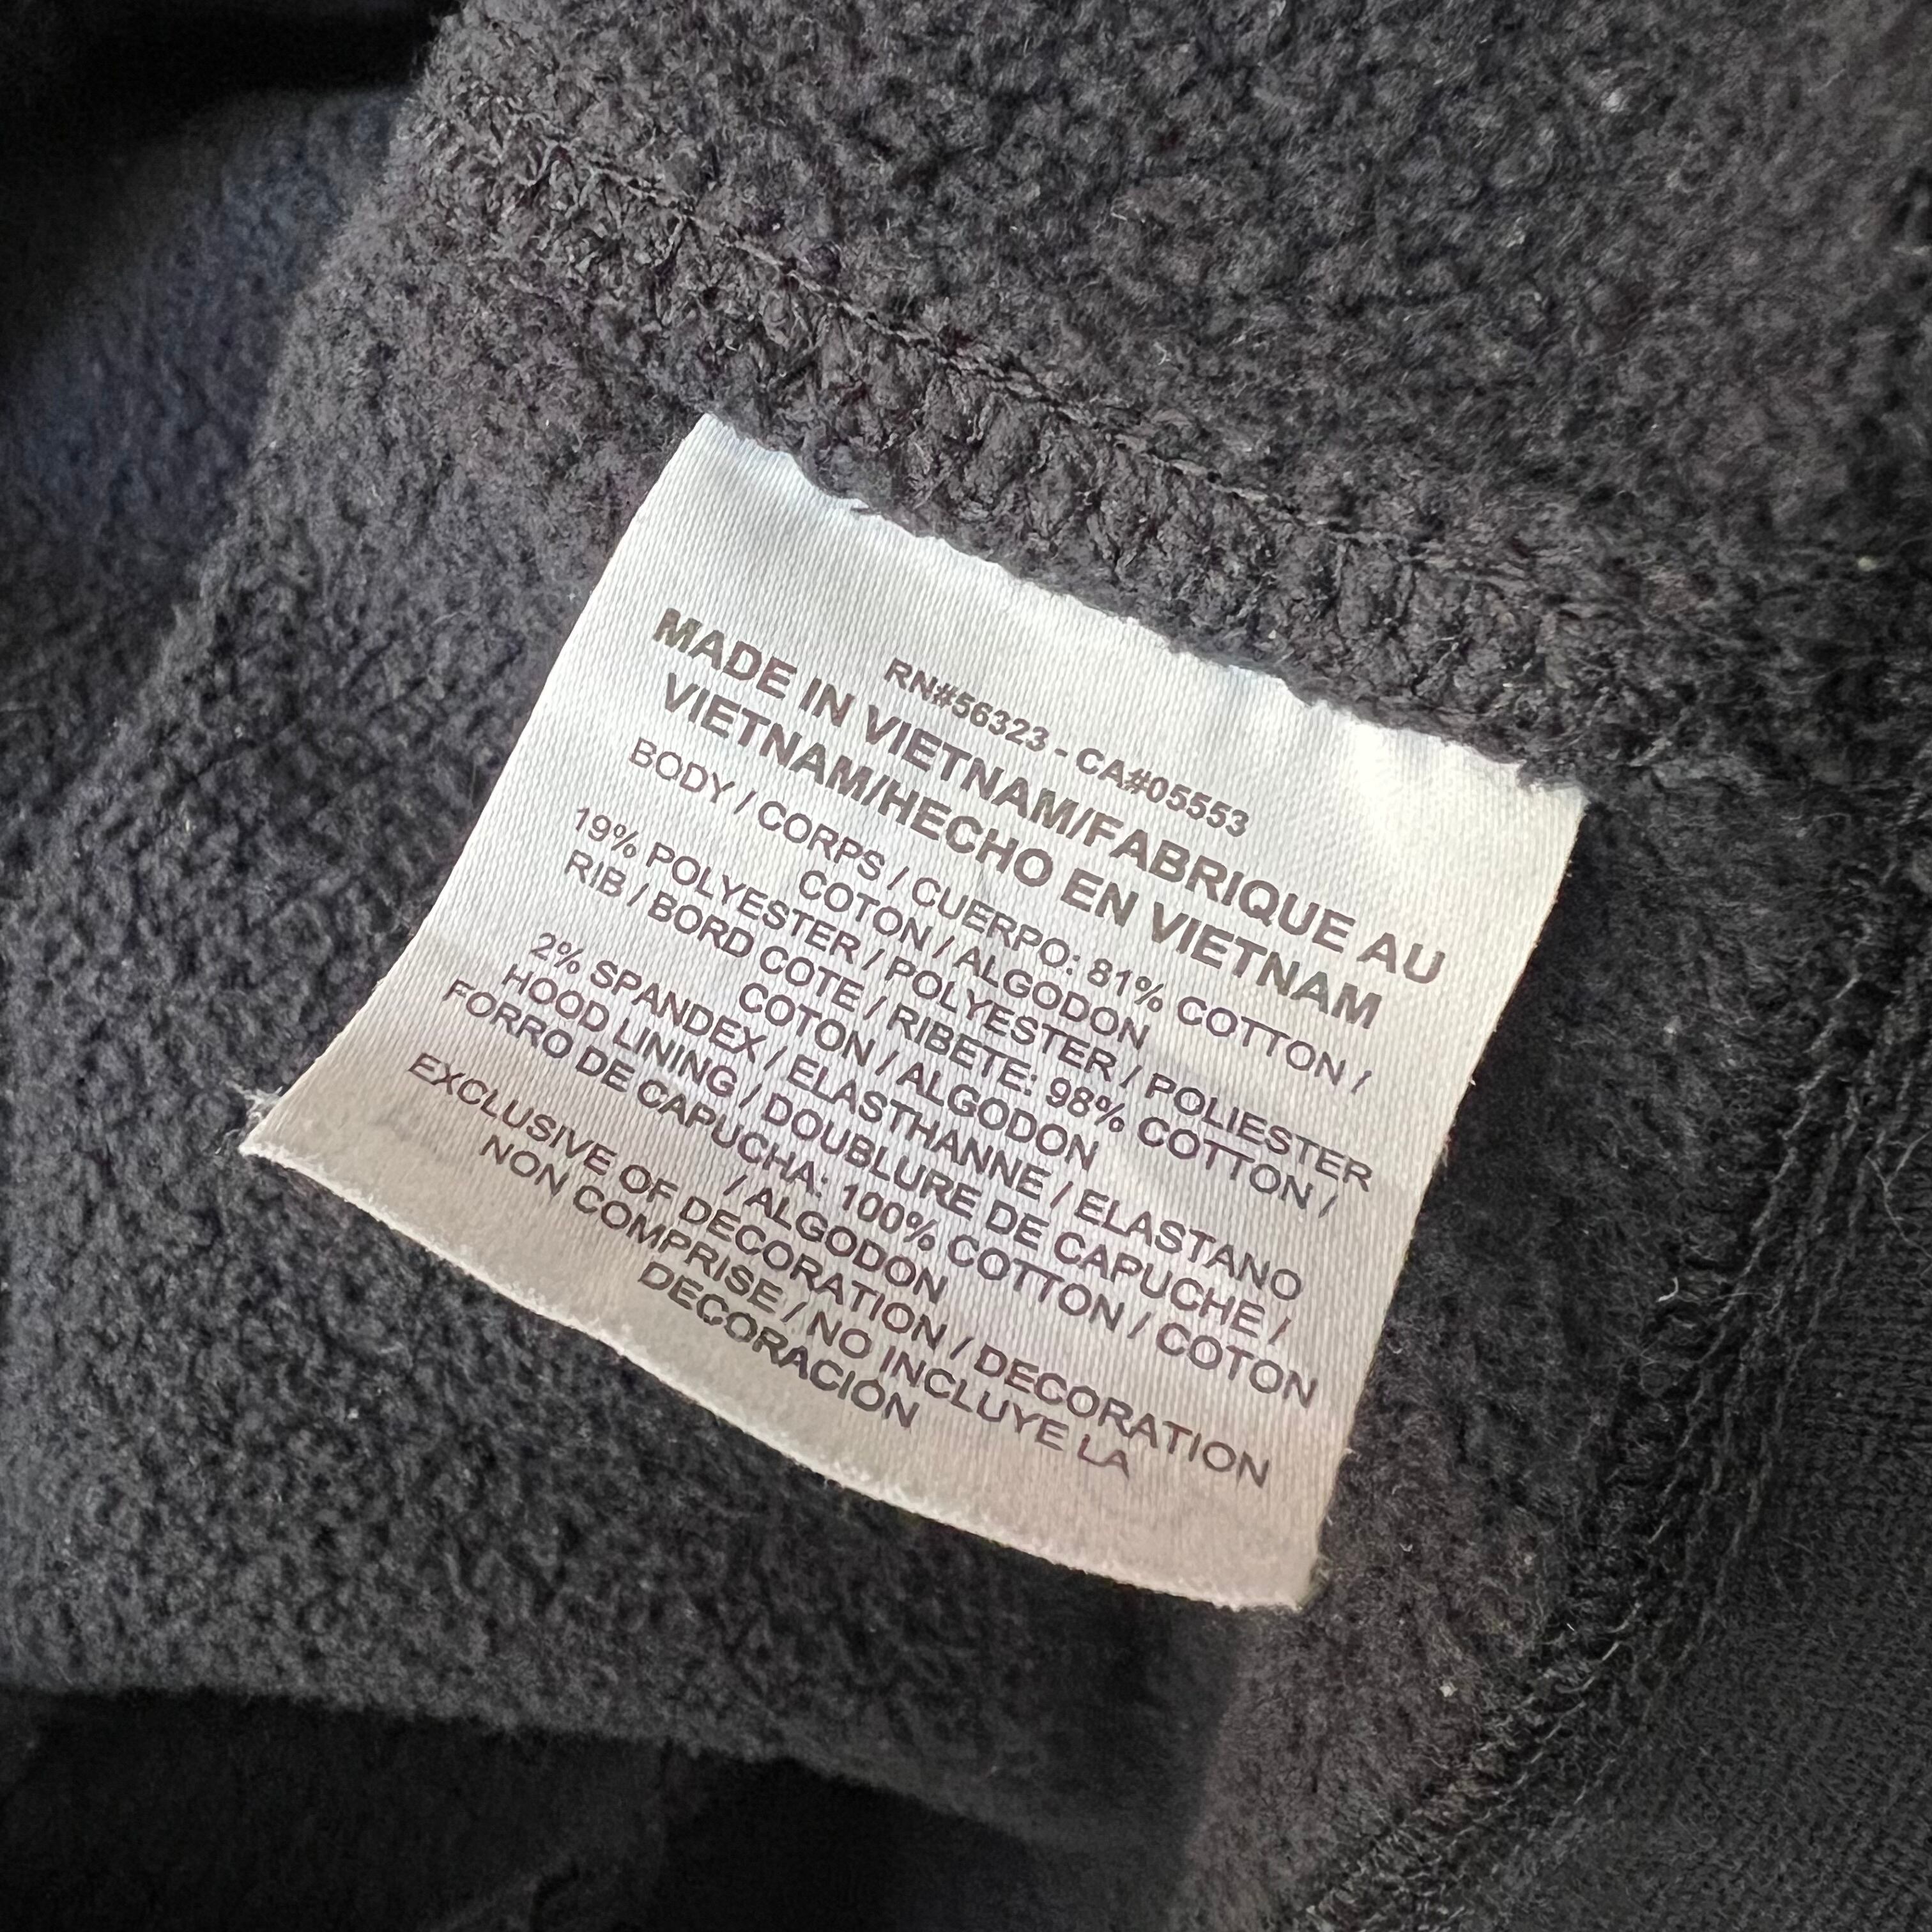 RN#56323 - CA#05553
MADE IN VIETNAM/FABRIQUE AU
VIETNAM/HECHO EN VIETNAM
BODY / CORPS / CUERPO: 81% COTTON /
COTON / ALGODON
19% POLYESTER / POLYESTER / POLIESTER
RIB / BORD COTE / RIBETE: 98% COTTON /
COTON / ALGODON
2% SPANDEX / ELASTHANNE / ELASTANO
HOOD LINING / DOUBLURE DE CAPUCHE /
FORRO DE CAPUCHA: 100% COTTON / COTON
/ ALGODON
EXCLUSIVE OF DECORATION / DECORATION
NON COMPRISE / NO INCLUYE LA
DECORACIÓN